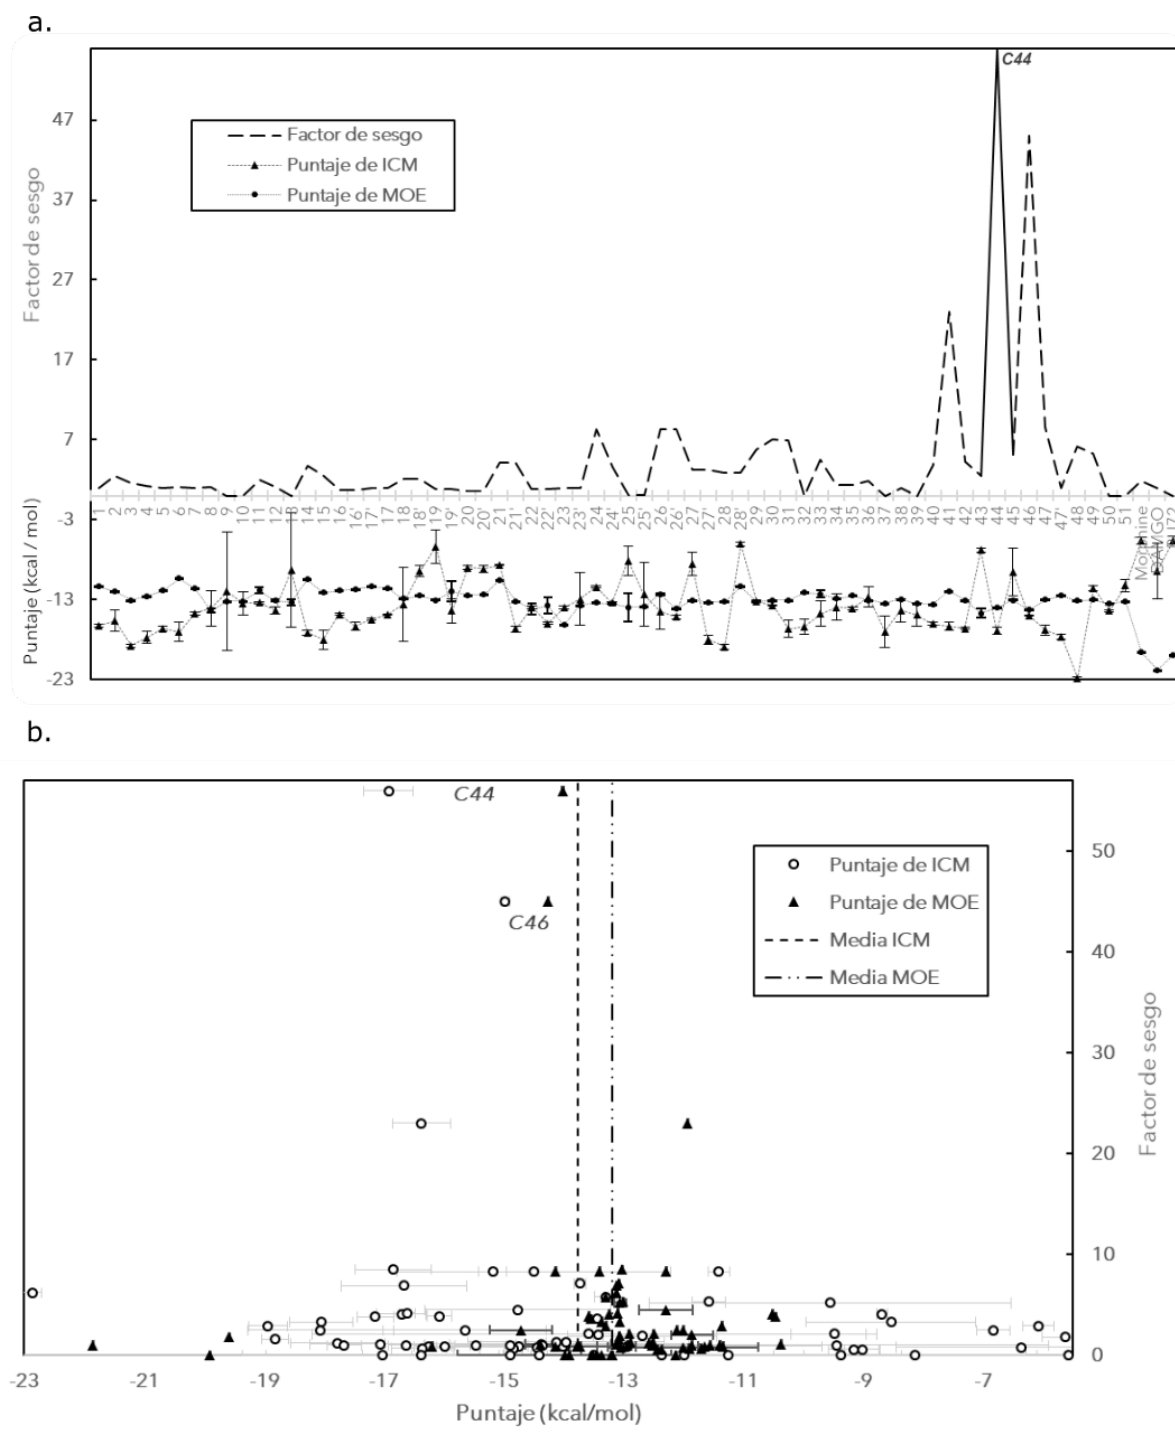 a.
C44
47
37
27
17
7
-3
-13
-23
Factor de sesgo
Puntaje (kcal / mol)
Factor de sesgo
Puntaje de ICM
Puntaje de MOE
1 2 3 4 5 6 7 8 9 10 11 12 13 14 15 16 16' 17' 17 18 18' 19 19' 20 20' 21 21' 22 22' 23 23' 24 24' 25 25' 26 26' 27 27' 28 28' 29 30 31 32 33 34 35 36 37 38 39 40 41 42 43 44 45 46 47 47' 48 49 50 51 Morphine DAMGO BU72
b.
C44
C46
Puntaje de ICM
Puntaje de MOE
Media ICM
Media MOE
50
40
30
20
10
0
Factor de sesgo
-23 -21 -19 -17 -15 -13 -11 -9 -7
Puntaje (kcal/mol)